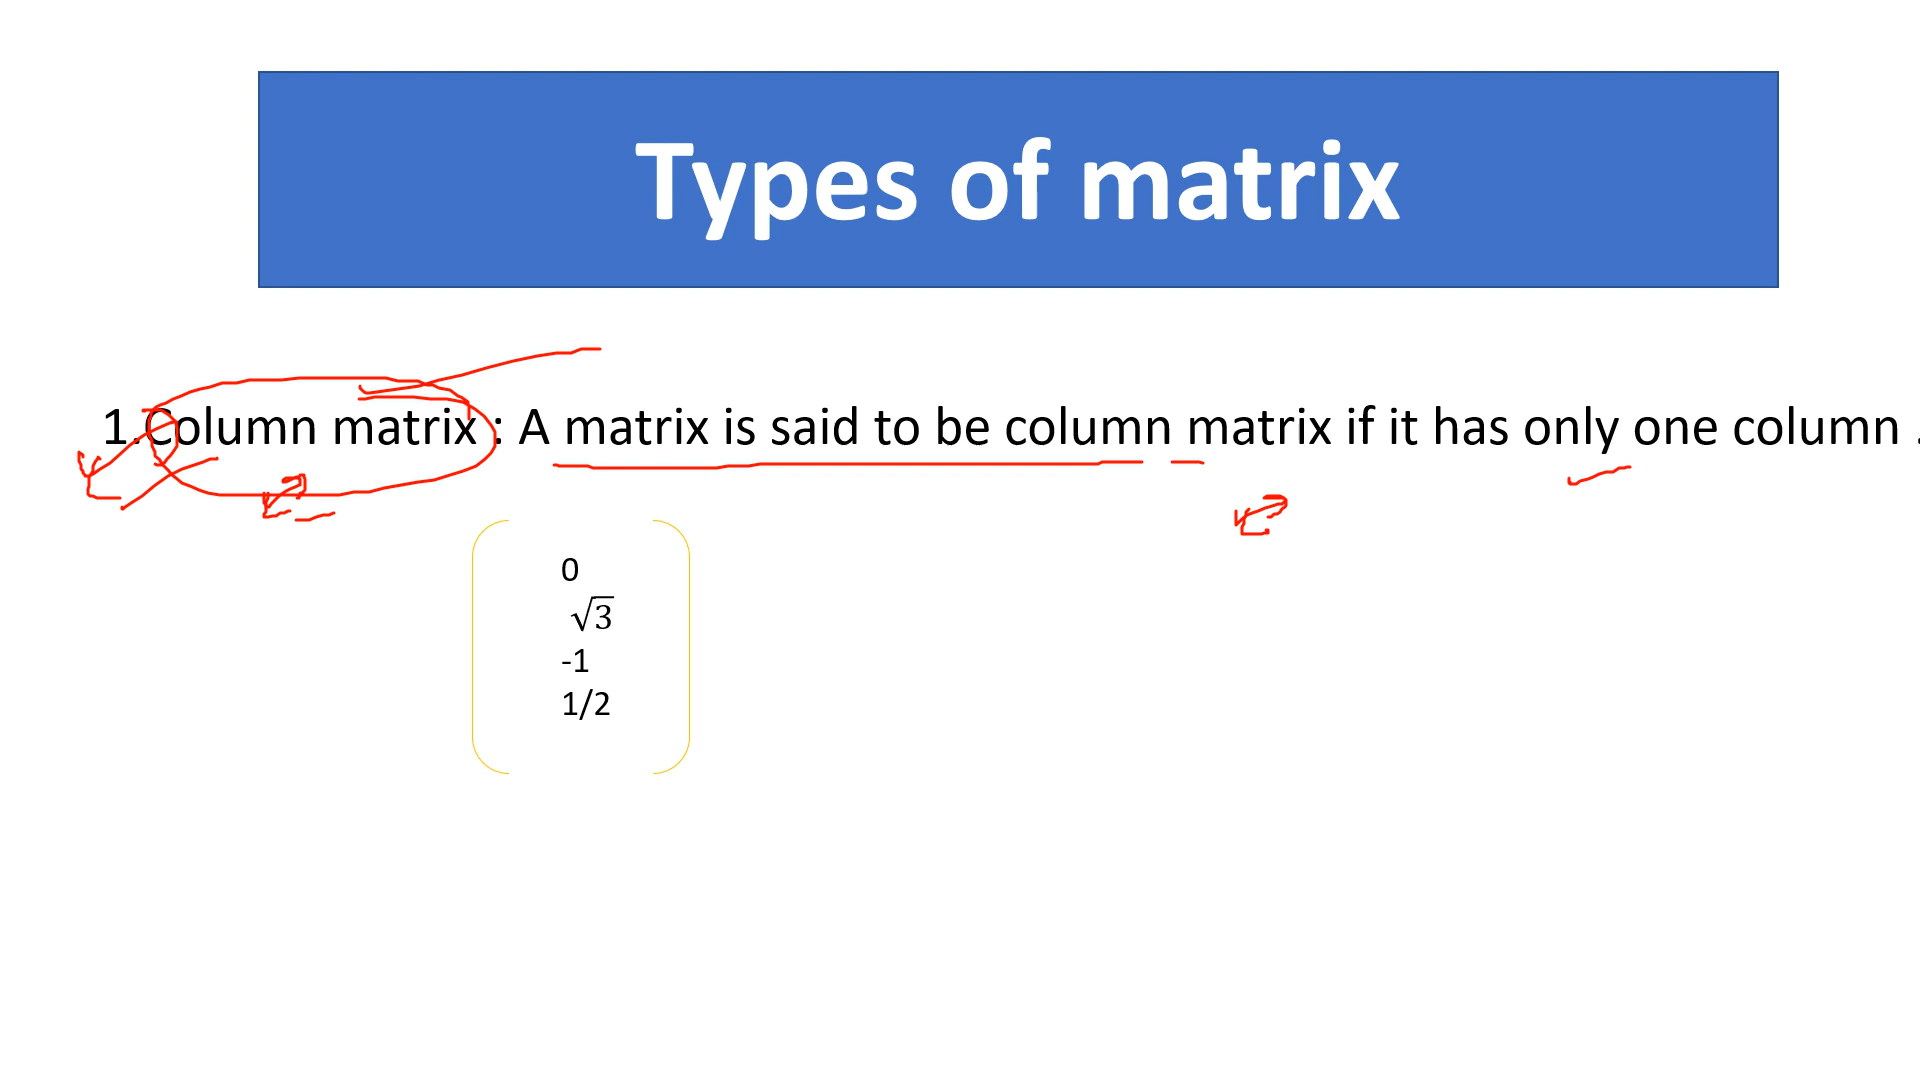 Types of matrix
1.Column matrix : A matrix is said to be column matrix if it has only one column .
0
√3
-1
1/2